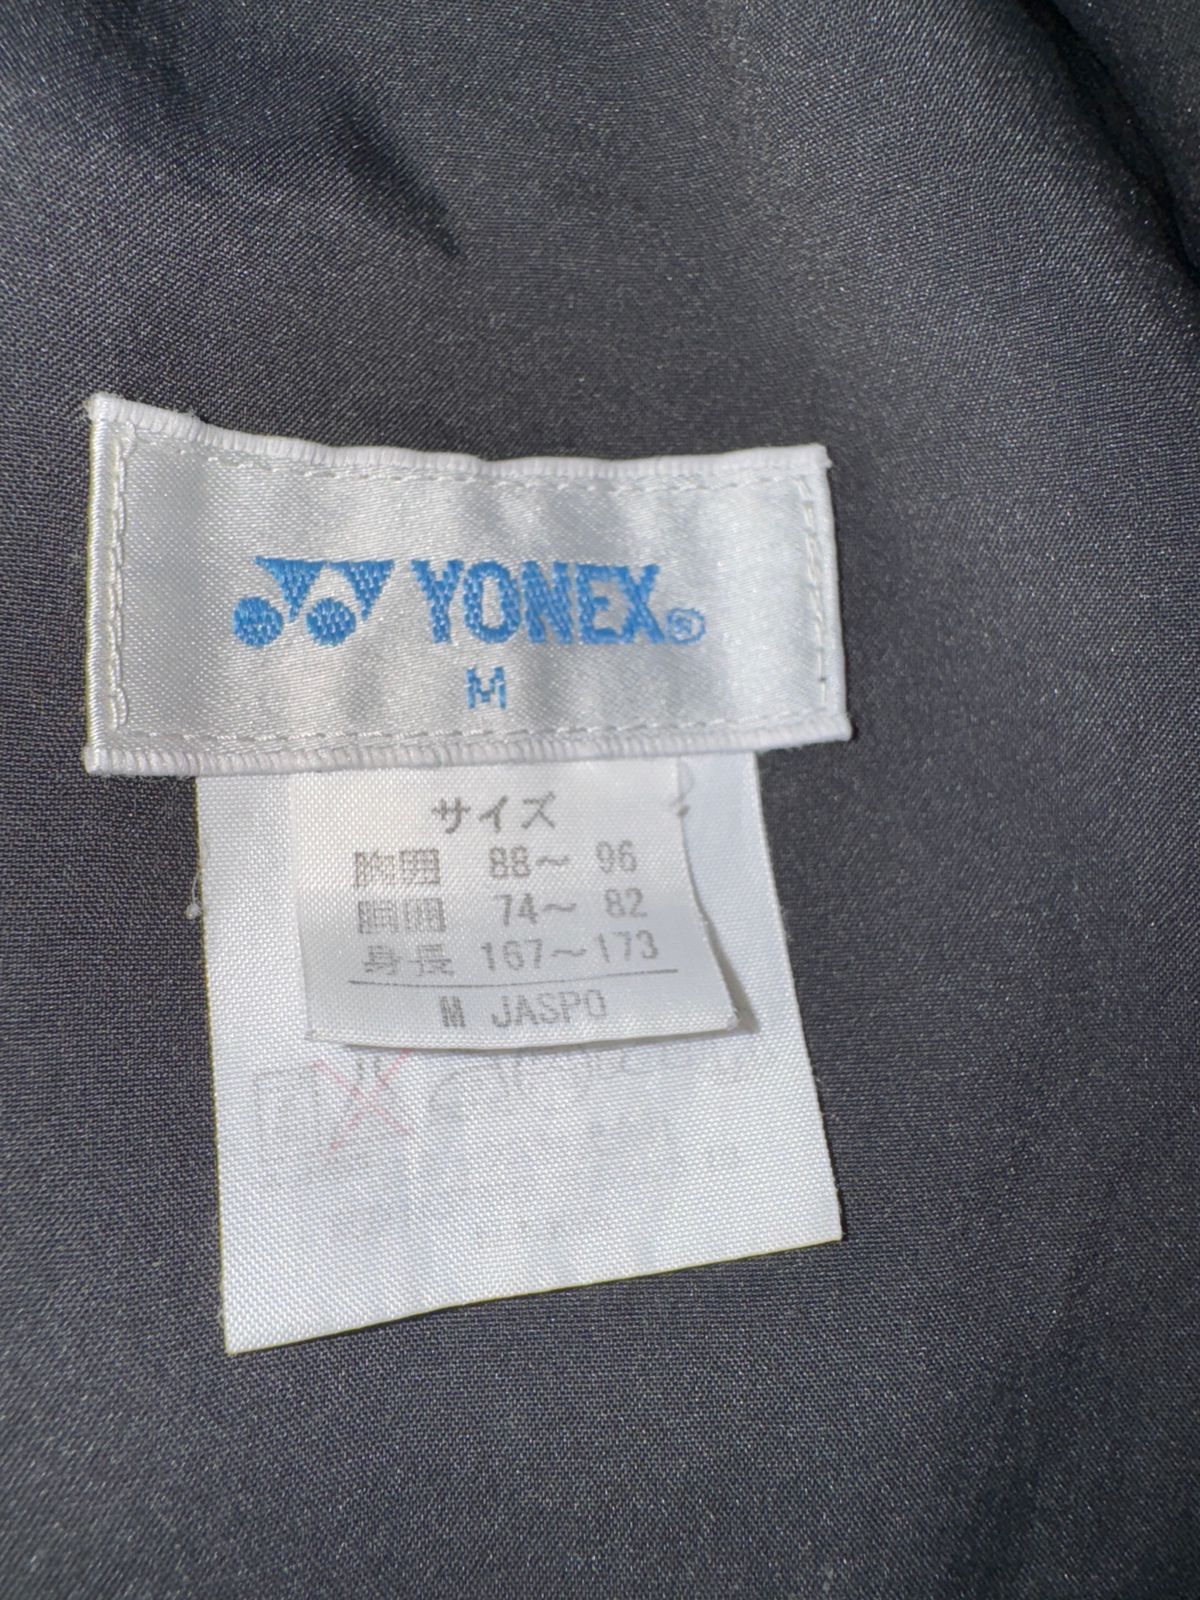 YONEX®
M
サイズ
胸囲 88〜 96
胴囲 74〜 82
身長 167〜173
M JASPO